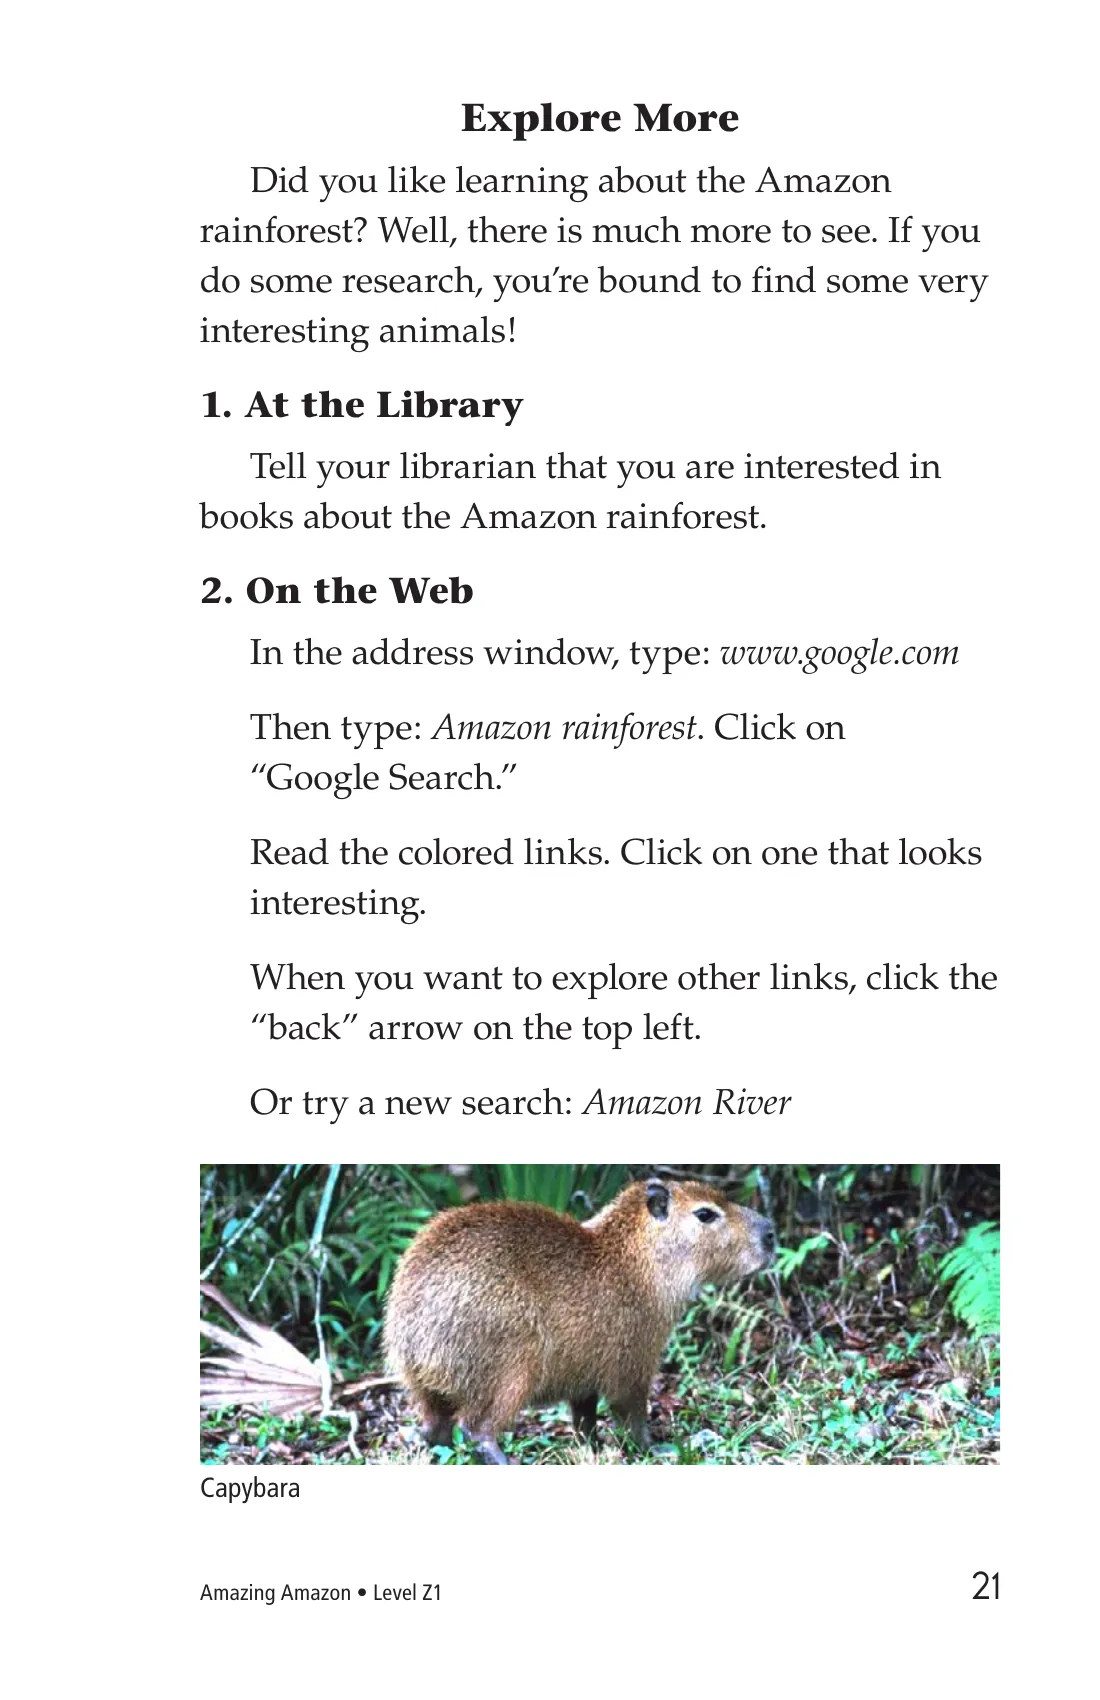 Explore More
Did you like learning about the Amazon
rainforest? Well, there is much more to see. If you
do some research, you’re bound to find some very
interesting animals!
1. At the Library
Tell your librarian that you are interested in
books about the Amazon rainforest.
2. On the Web
In the address window, type: www.google.com
Then type: Amazon rainforest. Click on
“Google Search.”
Read the colored links. Click on one that looks
interesting.
When you want to explore other links, click the
“back” arrow on the top left.
Or try a new search: Amazon River
Capybara
Amazing Amazon • Level Z1
21